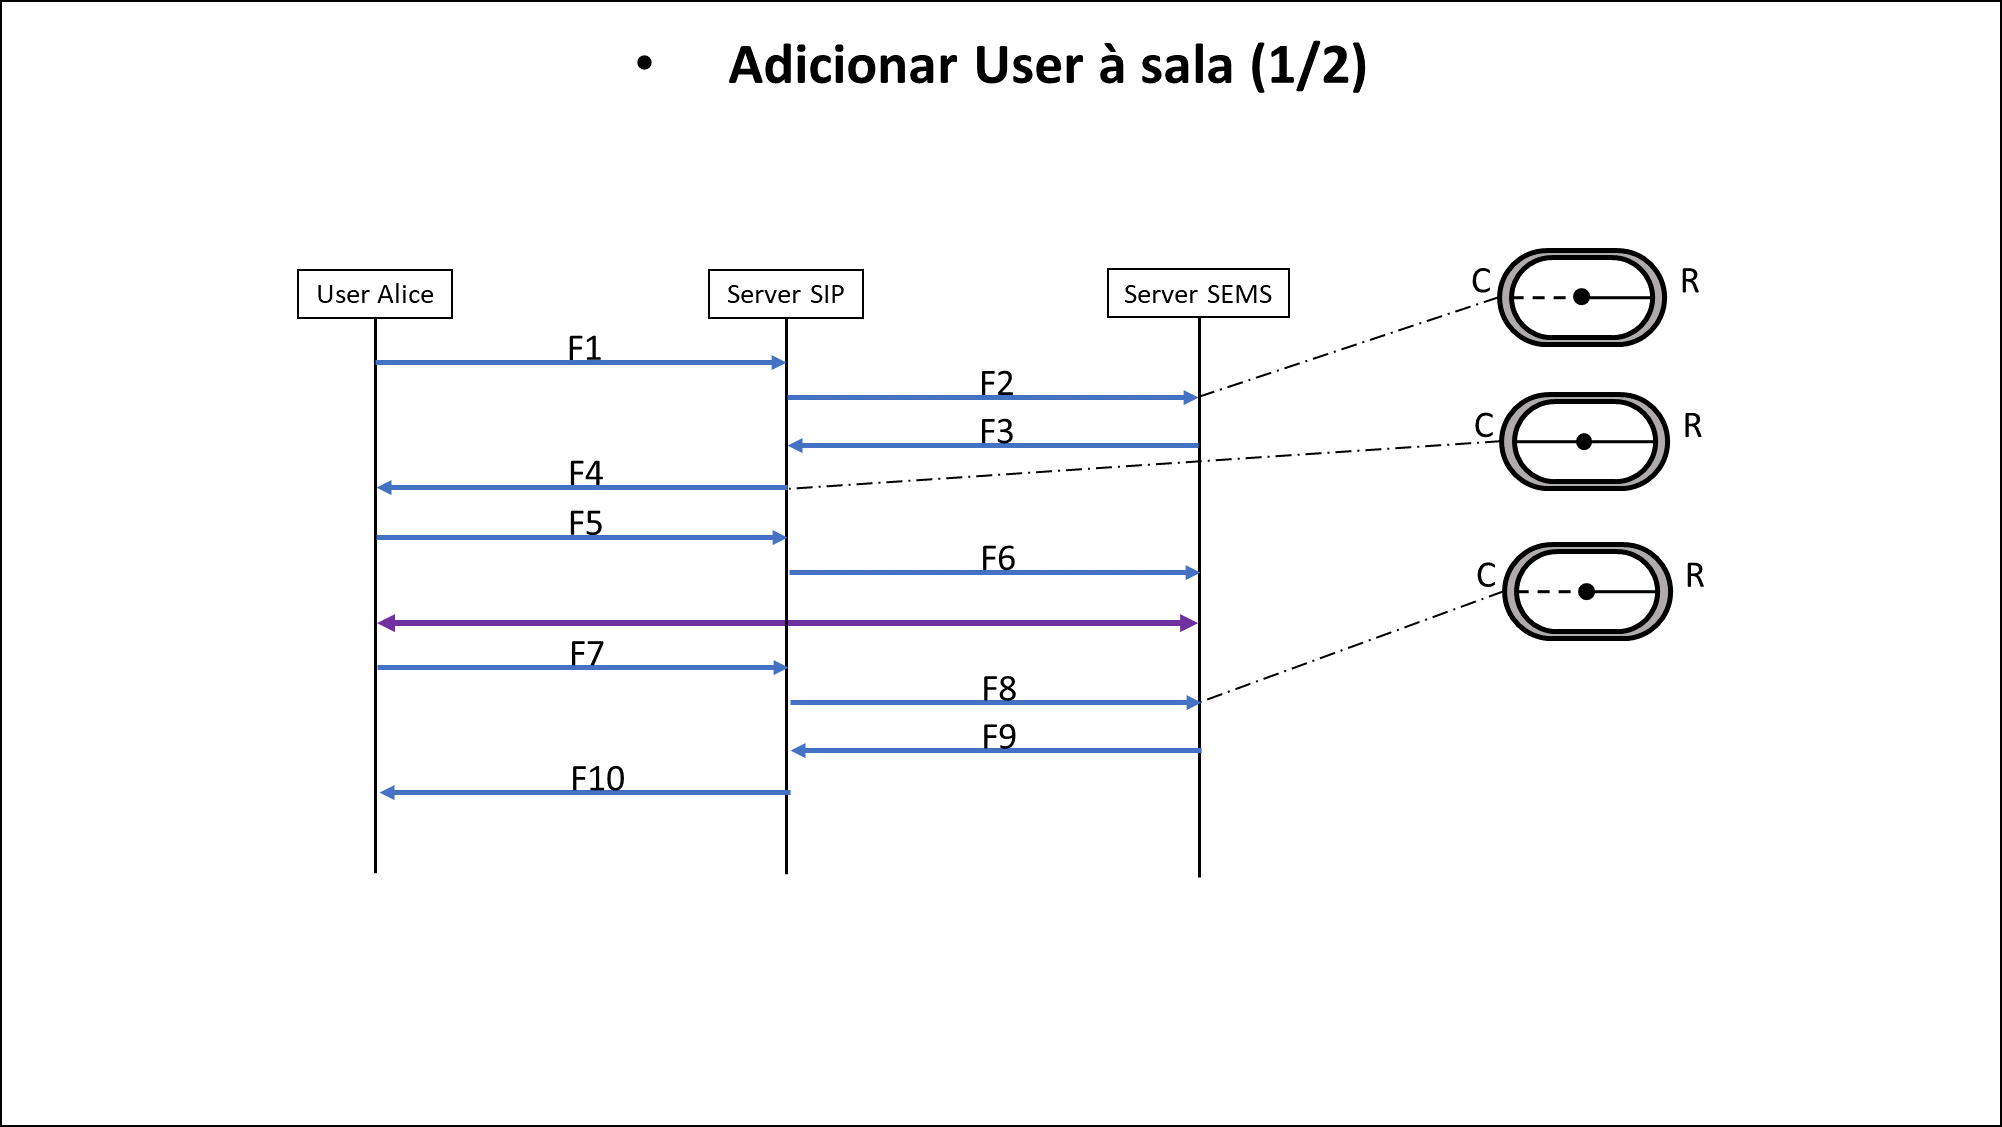 • Adicionar User à sala (1/2)
User Alice
Server SIP
Server SEMS
C
R
F1
F2
F3
C
R
F4
F5
F6
C
R
F7
F8
F9
F10